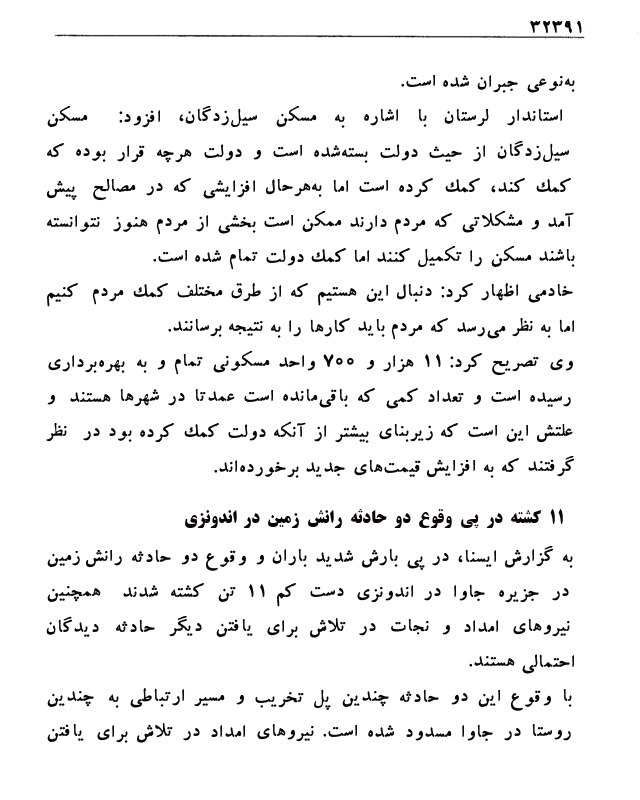 ۳۲۳۹۱
به‌نوعی جبران شده است.
استاندار لرستان با اشاره به مسکن سیل‌زدگان، افزود: مسکن
سیل‌زدگان از حیث دولت بسته‌شده است و دولت هرچه قرار بوده که
کمك کند، کمك کرده است اما به‌هرحال افزایشی که در مصالح پیش
آمد و مشکلاتی که مردم دارند ممکن است بخشی از مردم هنوز نتوانسته
باشند مسکن را تکمیل کنند اما کمك دولت تمام شده است.
خادمی اظهار کرد: دنبال این هستیم که از طرق مختلف کمك مردم کنیم
اما به نظر می‌رسد که مردم باید کارها را به نتیجه برسانند.
وی تصریح کرد: ۱۱ هزار و ۷۰۰ واحد مسکونی تمام و به بهره‌برداری
رسیده است و تعداد کمی که باقی‌مانده است عمدتا در شهرها هستند و
علتش این است که زیربنای بیشتر از آنکه دولت کمك کرده بود در نظر
گرفتند که به افزایش قیمت‌های جدید برخورده‌اند.
۱۱ کشته در پی وقوع دو حادثه رانش زمین در اندونزی
به گزارش ایسنا، در پی بارش شدید باران و وقوع دو حادثه رانش زمین
در جزیره جاوا در اندونزی دست کم ۱۱ تن کشته شدند همچنین
نیروهای امداد و نجات در تلاش برای یافتن دیگر حادثه دیدگان
احتمالی هستند.
با وقوع این دو حادثه چندین پل تخریب و مسیر ارتباطی به چندین
روستا در جاوا مسدود شده است. نیروهای امداد در تلاش برای یافتن